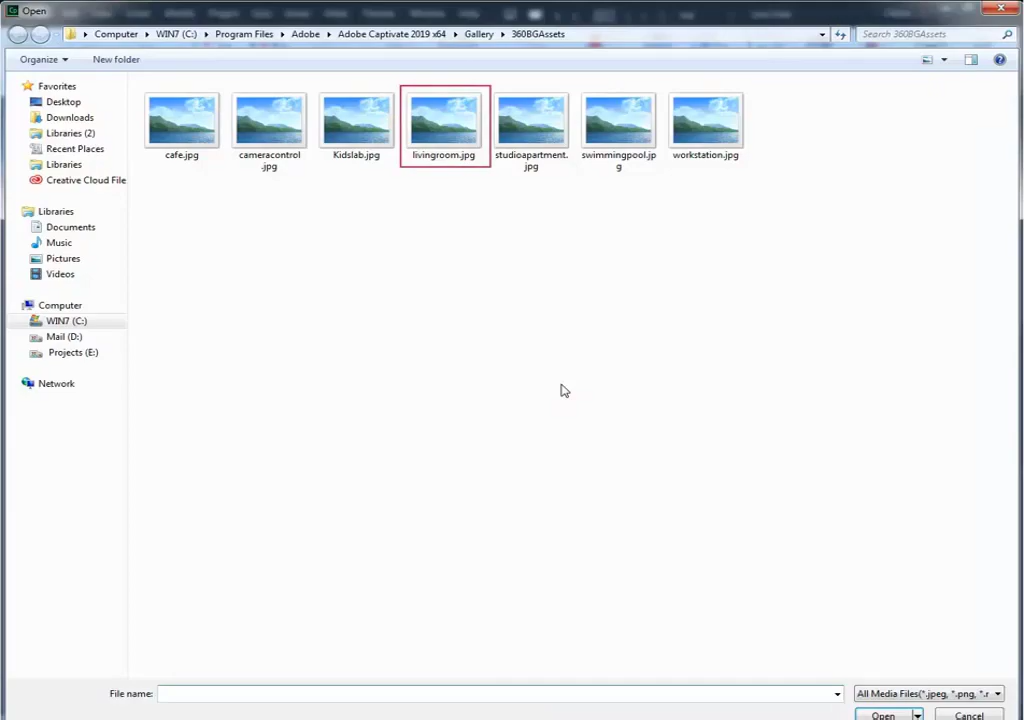 Cp Open
Computer WIN7 (C:) Program Files Adobe Adobe Captivate 2019 x64 Gallery 360BGAssets
Search 360BGAssets
Organize New folder
Favorites
Desktop
Downloads
Libraries (2)
Recent Places
Libraries
Creative Cloud File
Libraries
Documents
Music
Pictures
Videos
Computer
WIN7 (C:)
Mail (D:)
Projects (E:)
Network
cafe.jpg
cameracontrol
.jpg
Kidslab.jpg
livingroom.jpg
studioapartment.
jpg
swimmingpool.jp
g
workstation.jpg
File name:
All Media Files(*.jpeg, *.png, *.r
Open Cancel